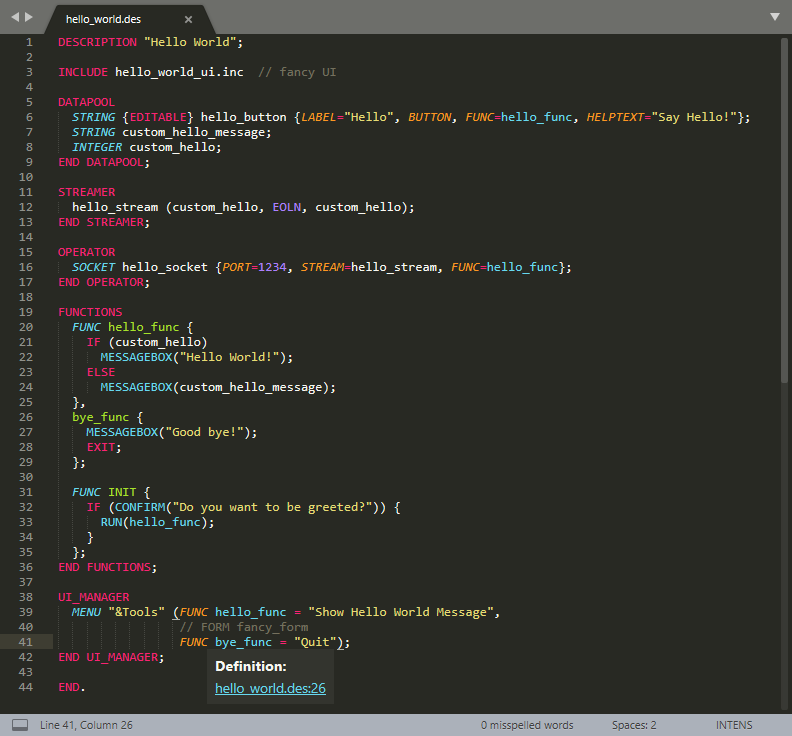 hello_world.des ×
1 DESCRIPTION "Hello World";
2
3 INCLUDE hello_world_ui.inc  // fancy UI
4
5 DATAPOOL
6   STRING {EDITABLE} hello_button {LABEL="Hello", BUTTON, FUNC=hello_func, HELPTEXT="Say Hello!"};
7   STRING custom_hello_message;
8   INTEGER custom_hello;
9 END DATAPOOL;
10
11 STREAMER
12   hello_stream (custom_hello, EOLN, custom_hello);
13 END STREAMER;
14
15 OPERATOR
16   SOCKET hello_socket {PORT=1234, STREAM=hello_stream, FUNC=hello_func};
17 END OPERATOR;
18
19 FUNCTIONS
20   FUNC hello_func {
21     IF (custom_hello)
22       MESSAGEBOX("Hello World!");
23     ELSE
24       MESSAGEBOX(custom_hello_message);
25   },
26   bye_func {
27     MESSAGEBOX("Good bye!");
28     EXIT;
29   };
30
31   FUNC INIT {
32     IF (CONFIRM("Do you want to be greeted?")) {
33       RUN(hello_func);
34     }
35   };
36 END FUNCTIONS;
37
38 UI_MANAGER
39   MENU "&Tools" (FUNC hello_func = "Show Hello World Message",
40                  // FORM fancy_form
41                  FUNC bye_func = "Quit");
42 END UI_MANAGER;
Definition:
43
hello_world.des:26
44 END.
Line 41, Column 26 0 misspelled words Spaces: 2 INTENS